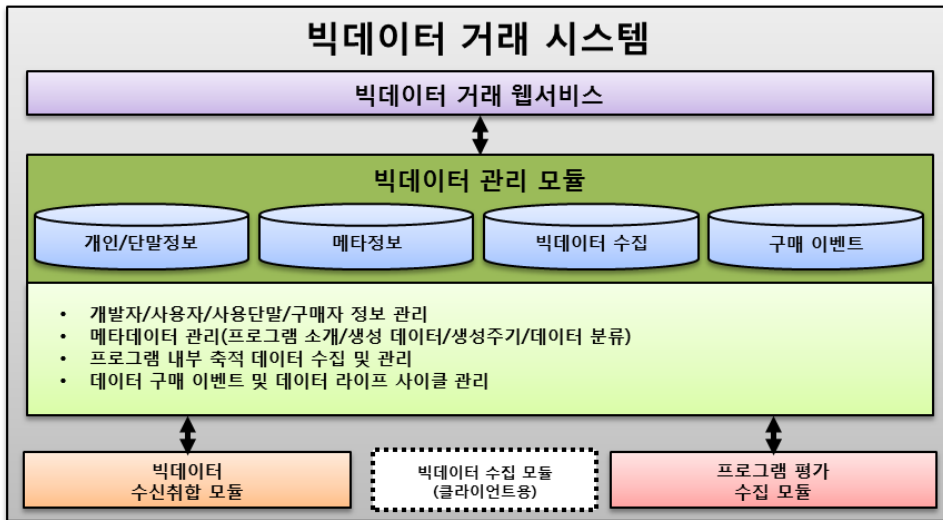 빅데이터 거래 시스템
빅데이터 거래 웹서비스
빅데이터 관리 모듈
개인/단말정보
메타정보
빅데이터 수집
구매 이벤트
• 개발자/사용자/사용단말/구매자 정보 관리
• 메타데이터 관리(프로그램 소개/생성 데이터/생성주기/데이터 분류)
• 프로그램 내부 축적 데이터 수집 및 관리
• 데이터 구매 이벤트 및 데이터 라이프 사이클 관리
빅데이터
수신취합 모듈
빅데이터 수집 모듈
(클라이언트용)
프로그램 평가
수집 모듈